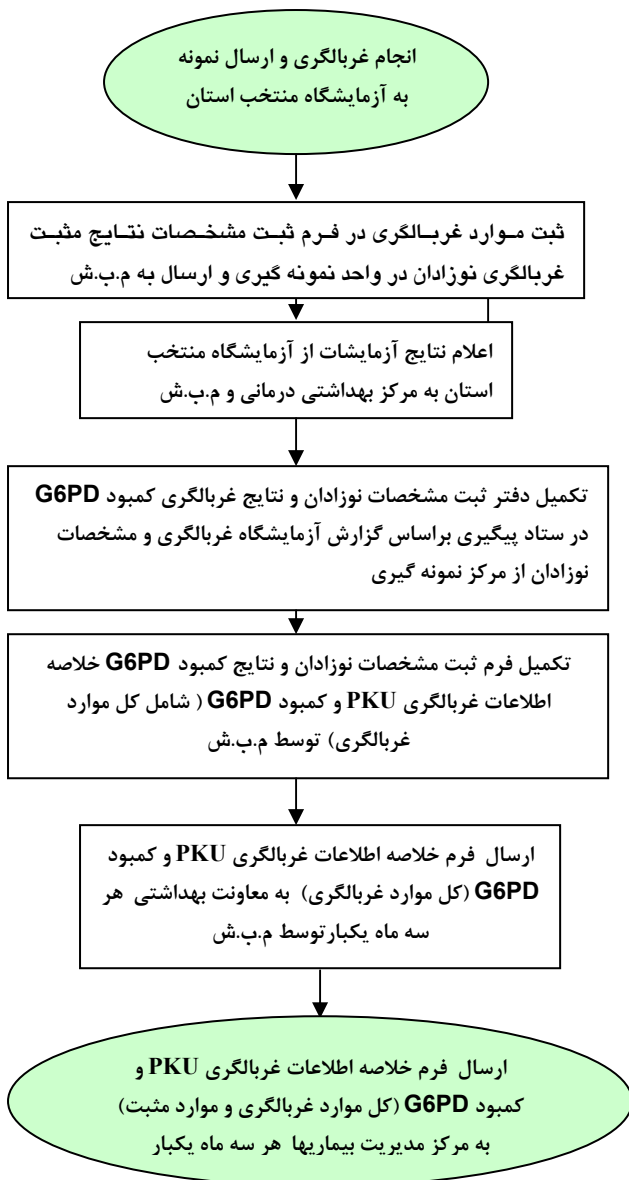 انجام غربالگری و ارسال نمونه
به آزمایشگاه منتخب استان
ثبت موارد غربالگری در فرم ثبت مشخصات نتایج مثبت
غربالگری نوزادان در واحد نمونه گیری و ارسال به م.ب.ش
اعلام نتایج آزمایشات از آزمایشگاه منتخب
استان به مرکز بهداشتی درمانی و م.ب.ش
تکمیل دفتر ثبت مشخصات نوزادان و نتایج غربالگری کمبود G6PD
در ستاد پیگیری براساس گزارش آزمایشگاه غربالگری و مشخصات
نوزادان از مرکز نمونه گیری
تکمیل فرم ثبت مشخصات نوزادان و نتایج کمبود G6PD خلاصه
اطلاعات غربالگری PKU و کمبود G6PD ( شامل کل موارد
غربالگری) توسط م.ب.ش
ارسال فرم خلاصه اطلاعات غربالگری PKU و کمبود
G6PD (کل موارد غربالگری) به معاونت بهداشتی هر
سه ماه یکبارتوسط م.ب.ش
ارسال فرم خلاصه اطلاعات غربالگری PKU و
کمبود G6PD (کل موارد غربالگری و موارد مثبت)
به مرکز مدیریت بیماریها هر سه ماه یکبار